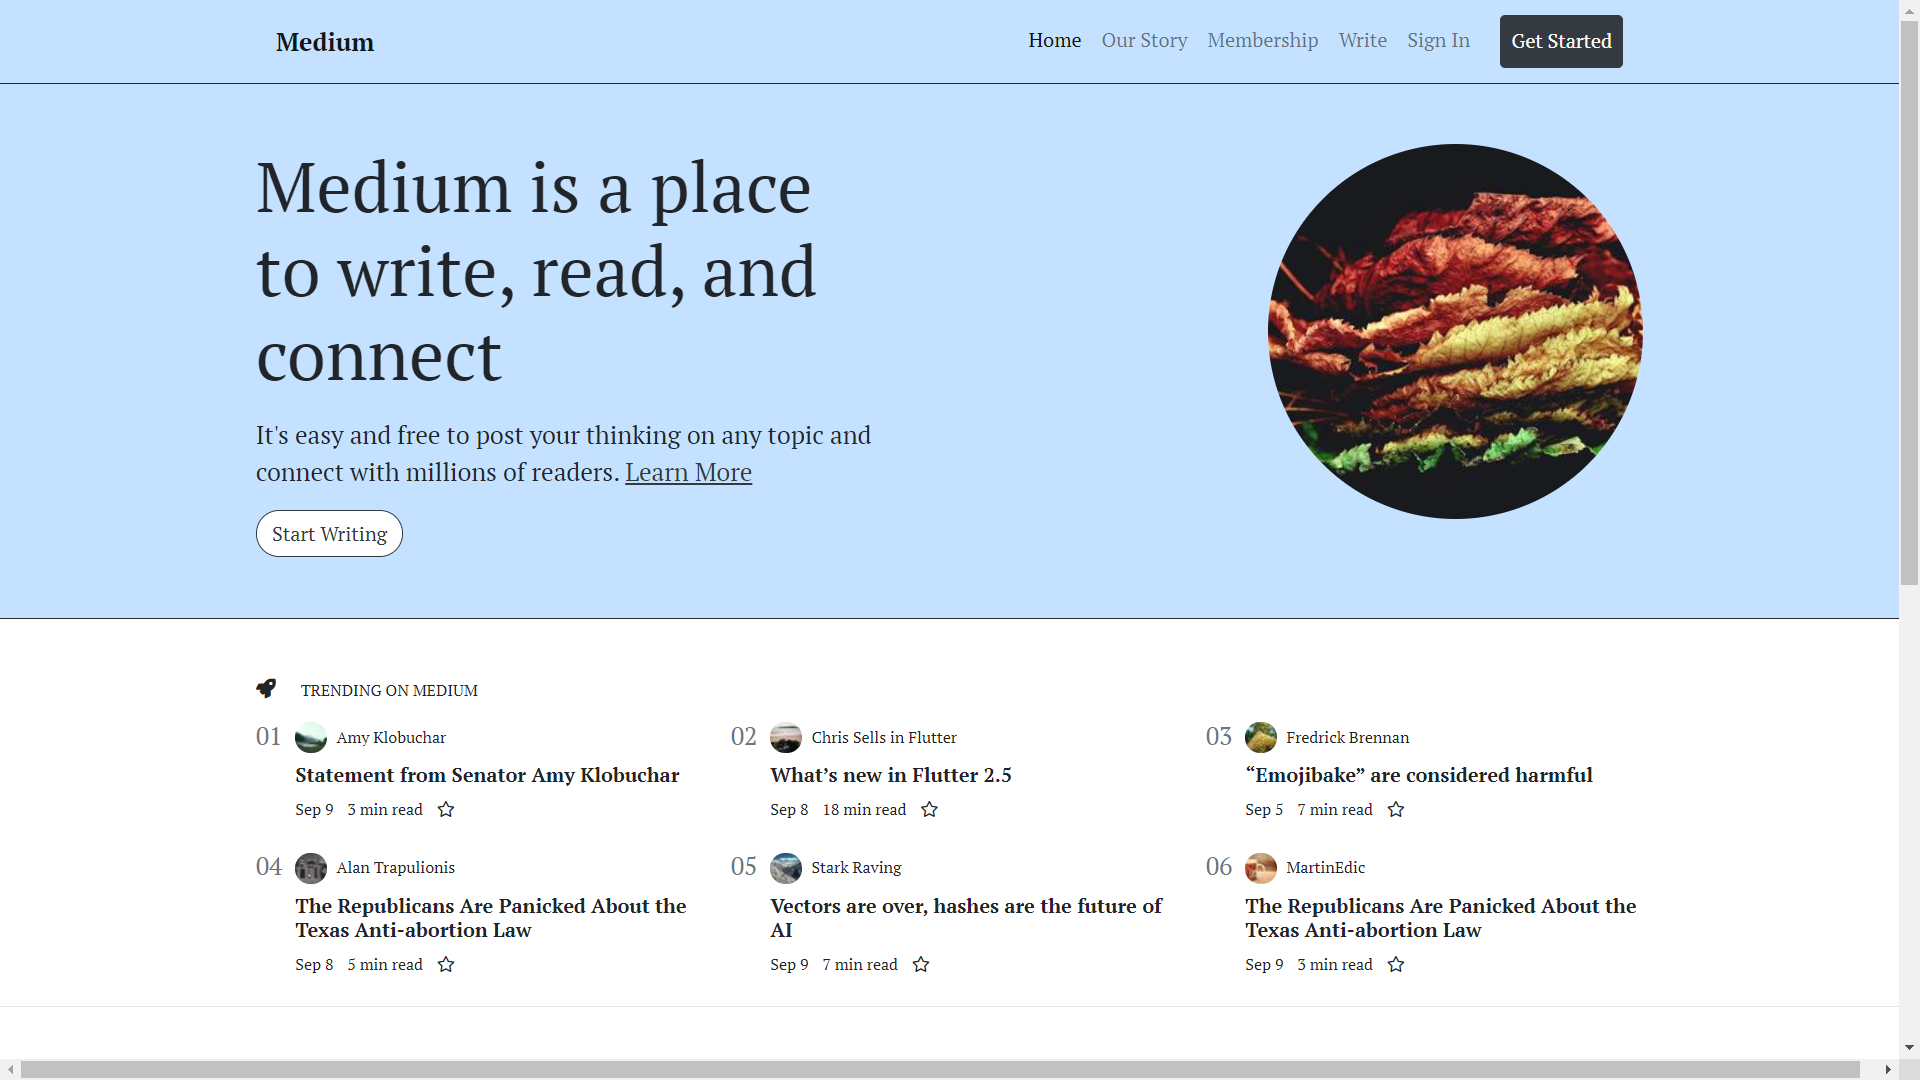 Medium
Home Our Story Membership Write Sign In Get Started
Medium is a place
to write, read, and
connect
It's easy and free to post your thinking on any topic and
connect with millions of readers. Learn More
Start Writing
TRENDING ON MEDIUM
01 Amy Klobuchar
Statement from Senator Amy Klobuchar
Sep 9 3 min read
02 Chris Sells in Flutter
What’s new in Flutter 2.5
Sep 8 18 min read
03 Fredrick Brennan
“Emojibake” are considered harmful
Sep 5 7 min read
04 Alan Trapulionis
The Republicans Are Panicked About the
Texas Anti-abortion Law
Sep 8 5 min read
05 Stark Raving
Vectors are over, hashes are the future of
AI
Sep 9 7 min read
06 MartinEdic
The Republicans Are Panicked About the
Texas Anti-abortion Law
Sep 9 3 min read